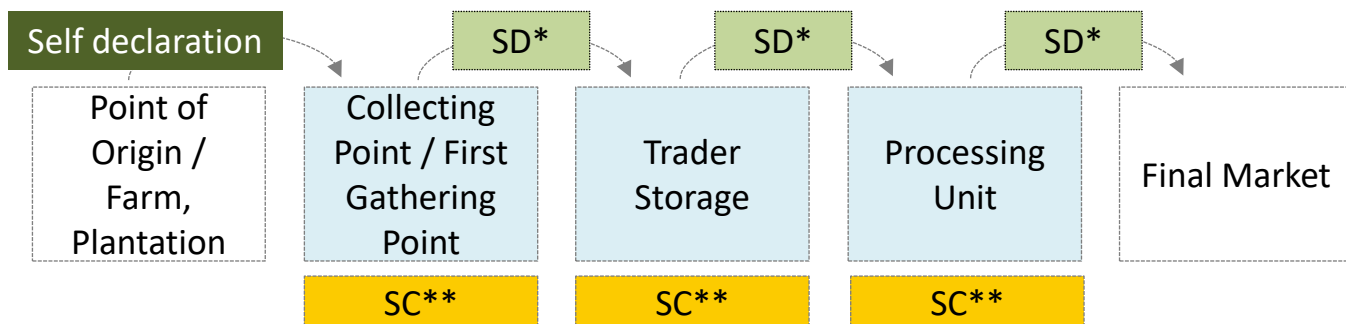 Self declaration
SD*
SD*
SD*
Point of
Origin /
Farm,
Plantation
Collecting
Point / First
Gathering
Point
Trader
Storage
Processing
Unit
Final Market
SC**
SC**
SC**